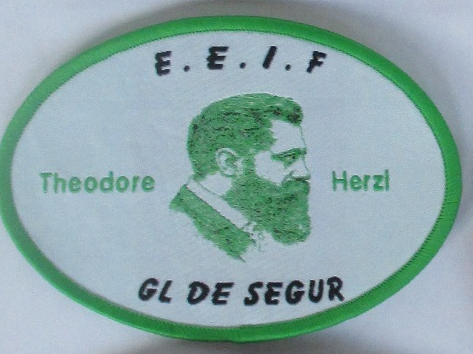 E.E.I.F
Theodore Herzl
GL DE SEGUR